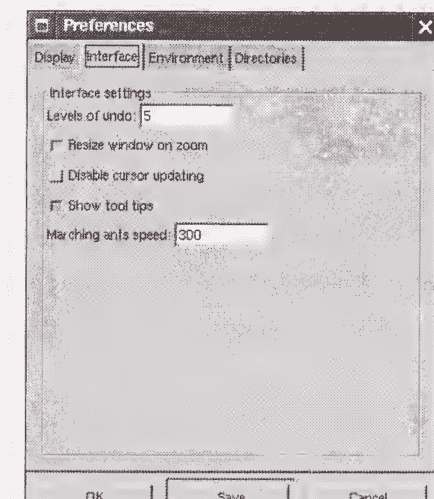 Preferences
Display Interface Environment Directories
Interface settings
Levels of undo: 5
Resize window on zoom
Disable cursor updating
Show tool tips
Marching ants speed: 300
OK Save Cancel